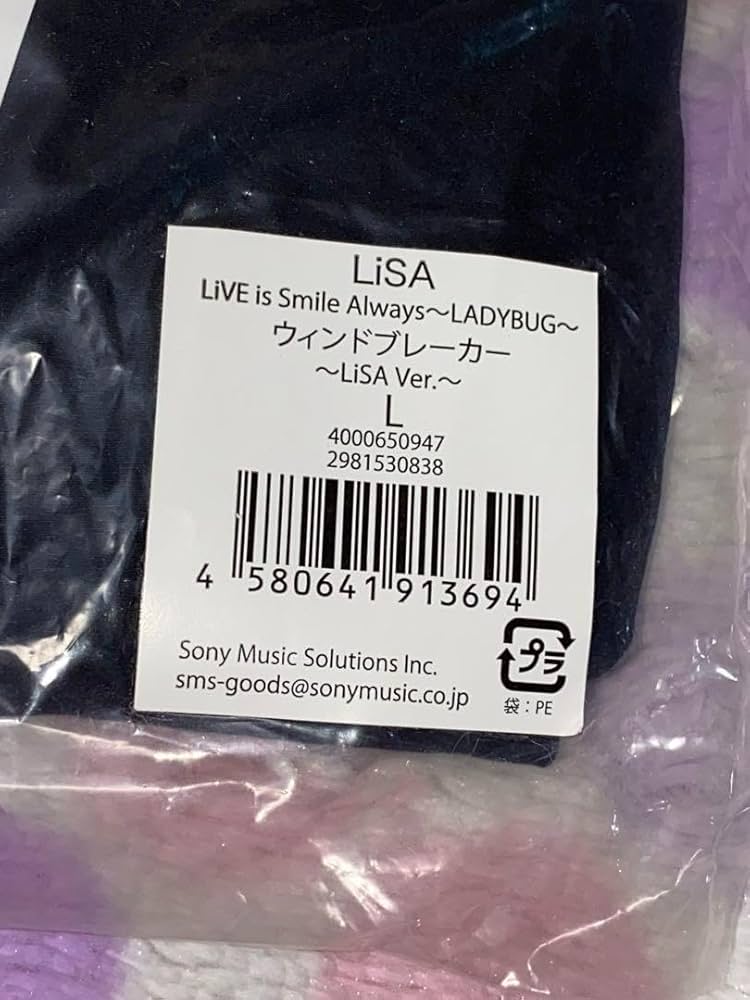 LiSA
LiVE is Smile Always～LADYBUG～
ウィンドブレーカー
～LiSA Ver.～
L
4000650947
2981530838
4 580641 913694
Sony Music Solutions Inc.
sms-goods@sonymusic.co.jp
プラ
袋：PE